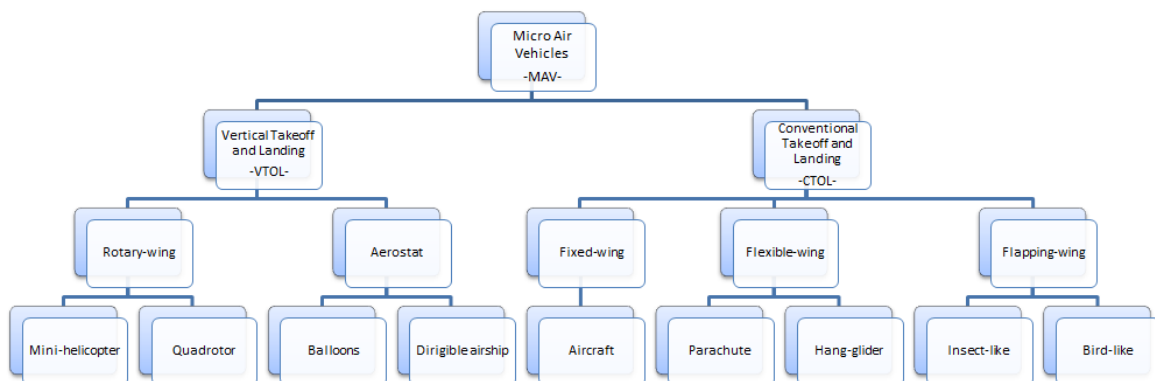 Micro Air
Vehicles
-MAV-
Vertical Takeoff
and Landing
-VTOL-
Conventional
Takeoff and
Landing
-CTOL-
Rotary-wing
Aerostat
Fixed-wing
Flexible-wing
Flapping-wing
Mini-helicopter
Quadrotor
Balloons
Dirigible airship
Aircraft
Parachute
Hang-glider
Insect-like
Bird-like